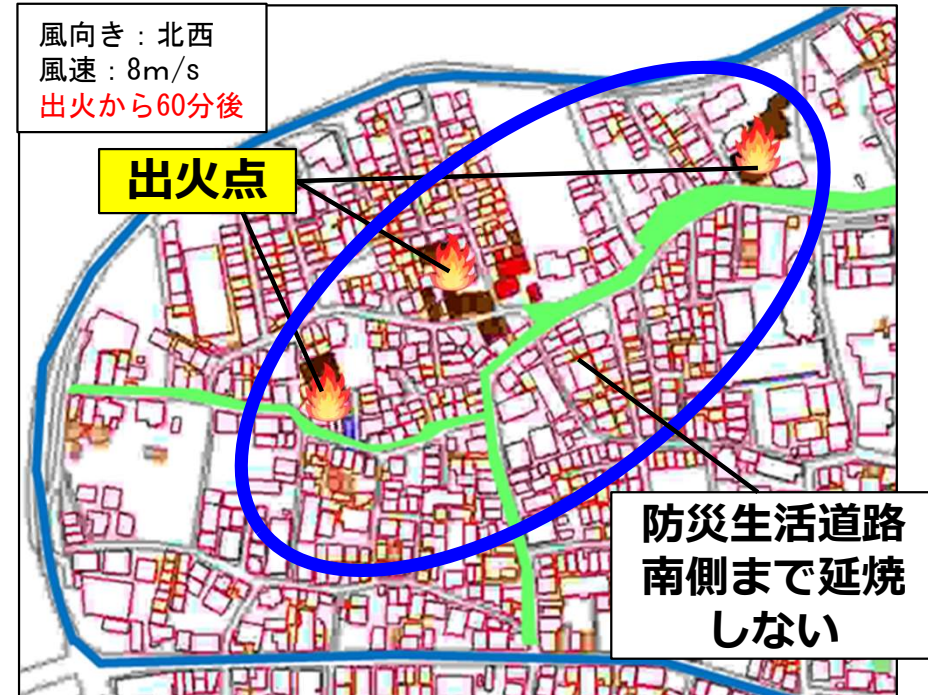 風向き：北西
風速：8m/s
出火から60分後
出火点
防災生活道路
南側まで延焼
しない